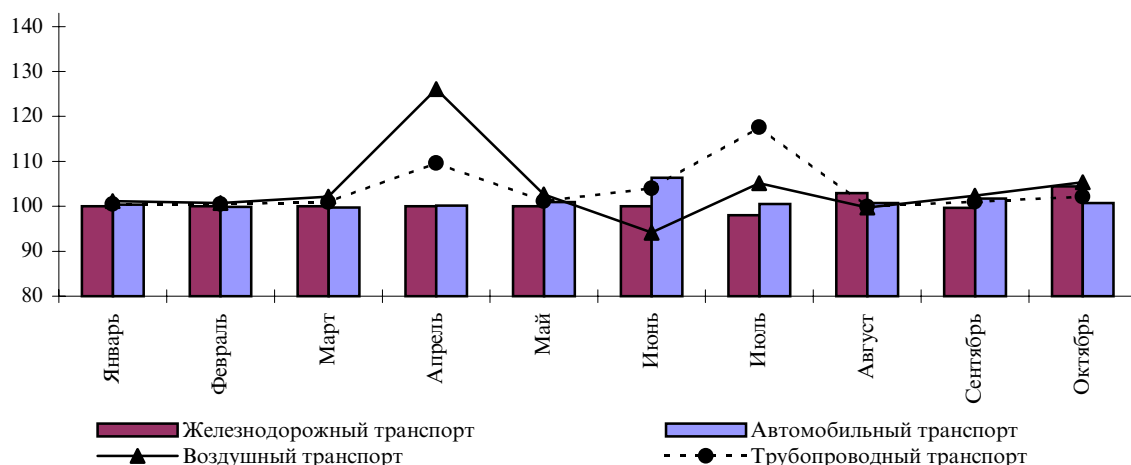 140
130
120
110
100
90
80
Январь
Февраль
Март
Апрель
Май
Июнь
Июль
Август
Сентябрь
Октябрь
Железнодорожный транспорт
Автомобильный транспорт
Воздушный транспорт
Трубопроводный транспорт